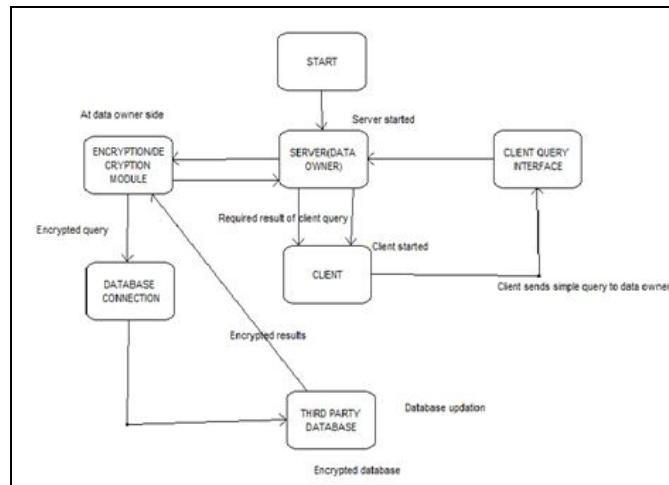 START
At data owner side
Server started
ENCRYPTION/DE
CRYPTION
MODULE
SERVER(DATA
OWNER)
CLIENT QUERY
INTERFACE
Required result of client query
Encrypted query
Client started
CLIENT
DATABASE
CONNECTION
Client sends simple query to data owner
Encrypted results
THIRD PARTY
DATABASE
Database updation
Encrypted database